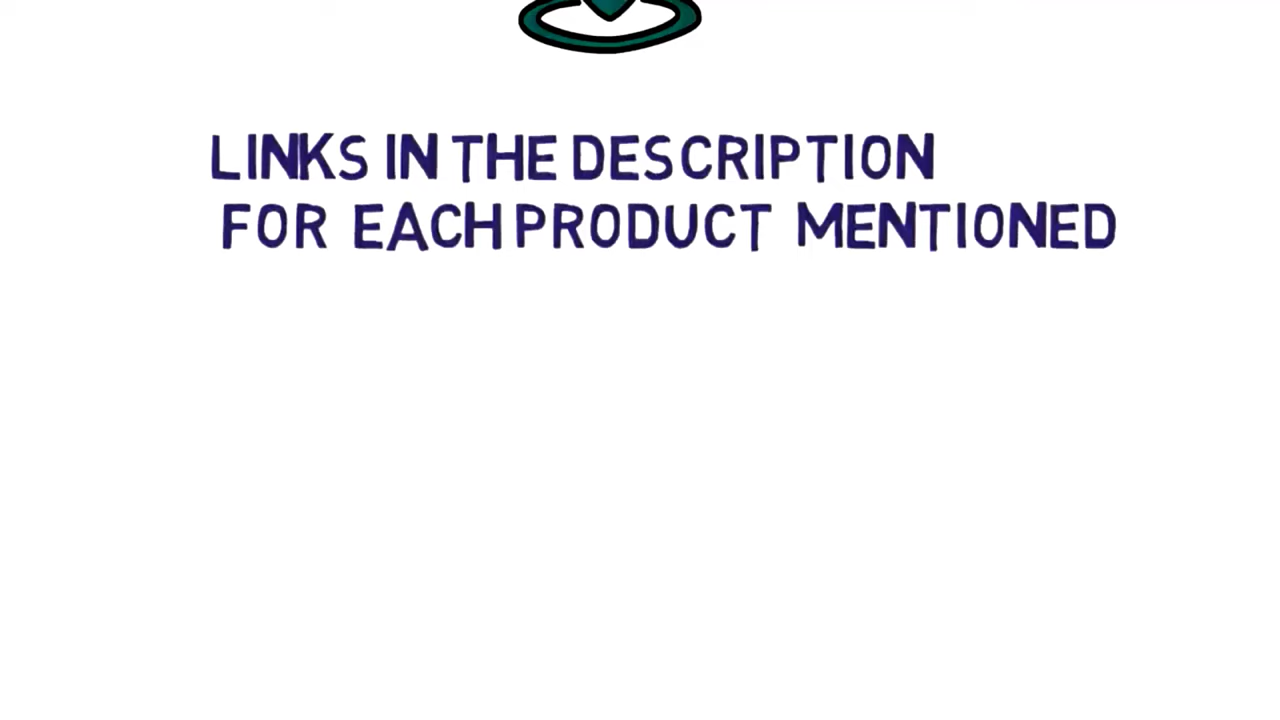 LINKS IN THE DESCRIPTION
FOR EACH PRODUCT MENTIONED